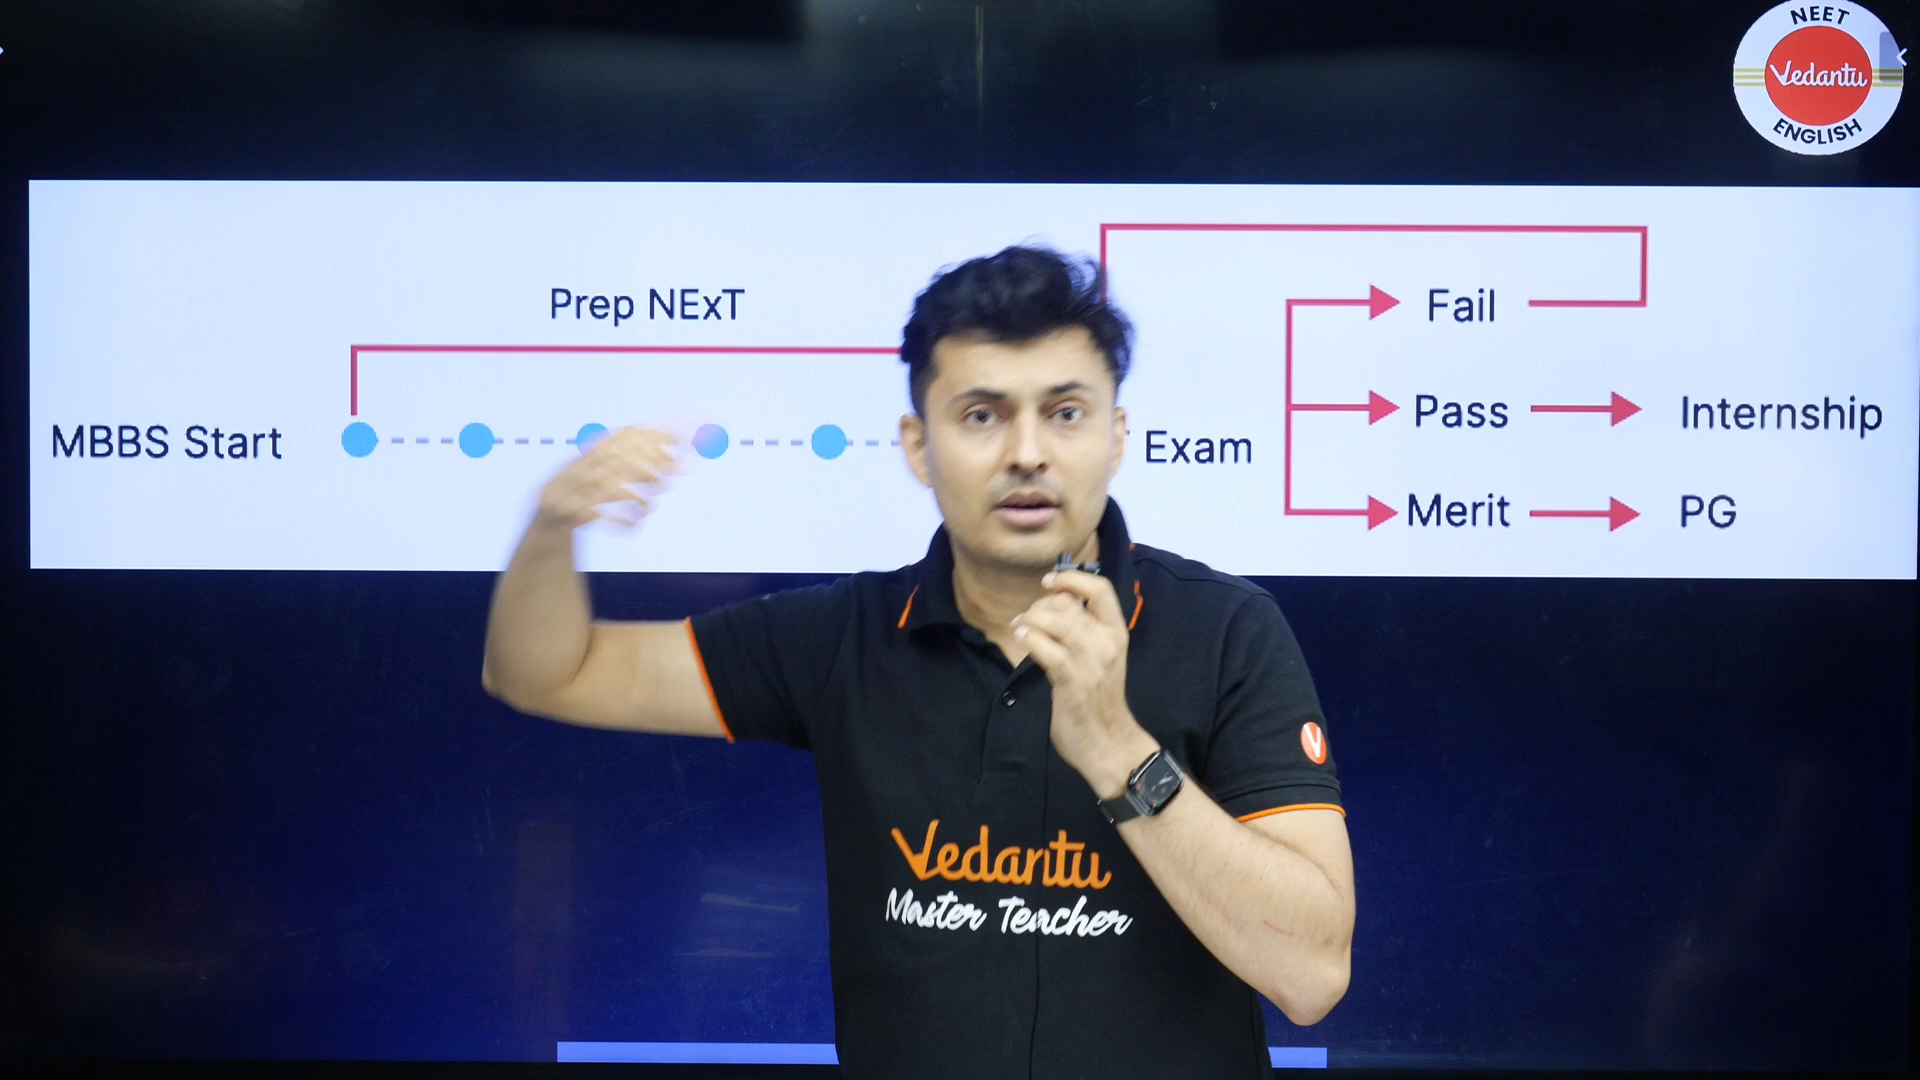 NEET
Vedantu
ENGLISH
Prep NExT
MBBS Start
Exam
Fail
Pass
Internship
Merit
PG
V
Vedantu
Master Teacher